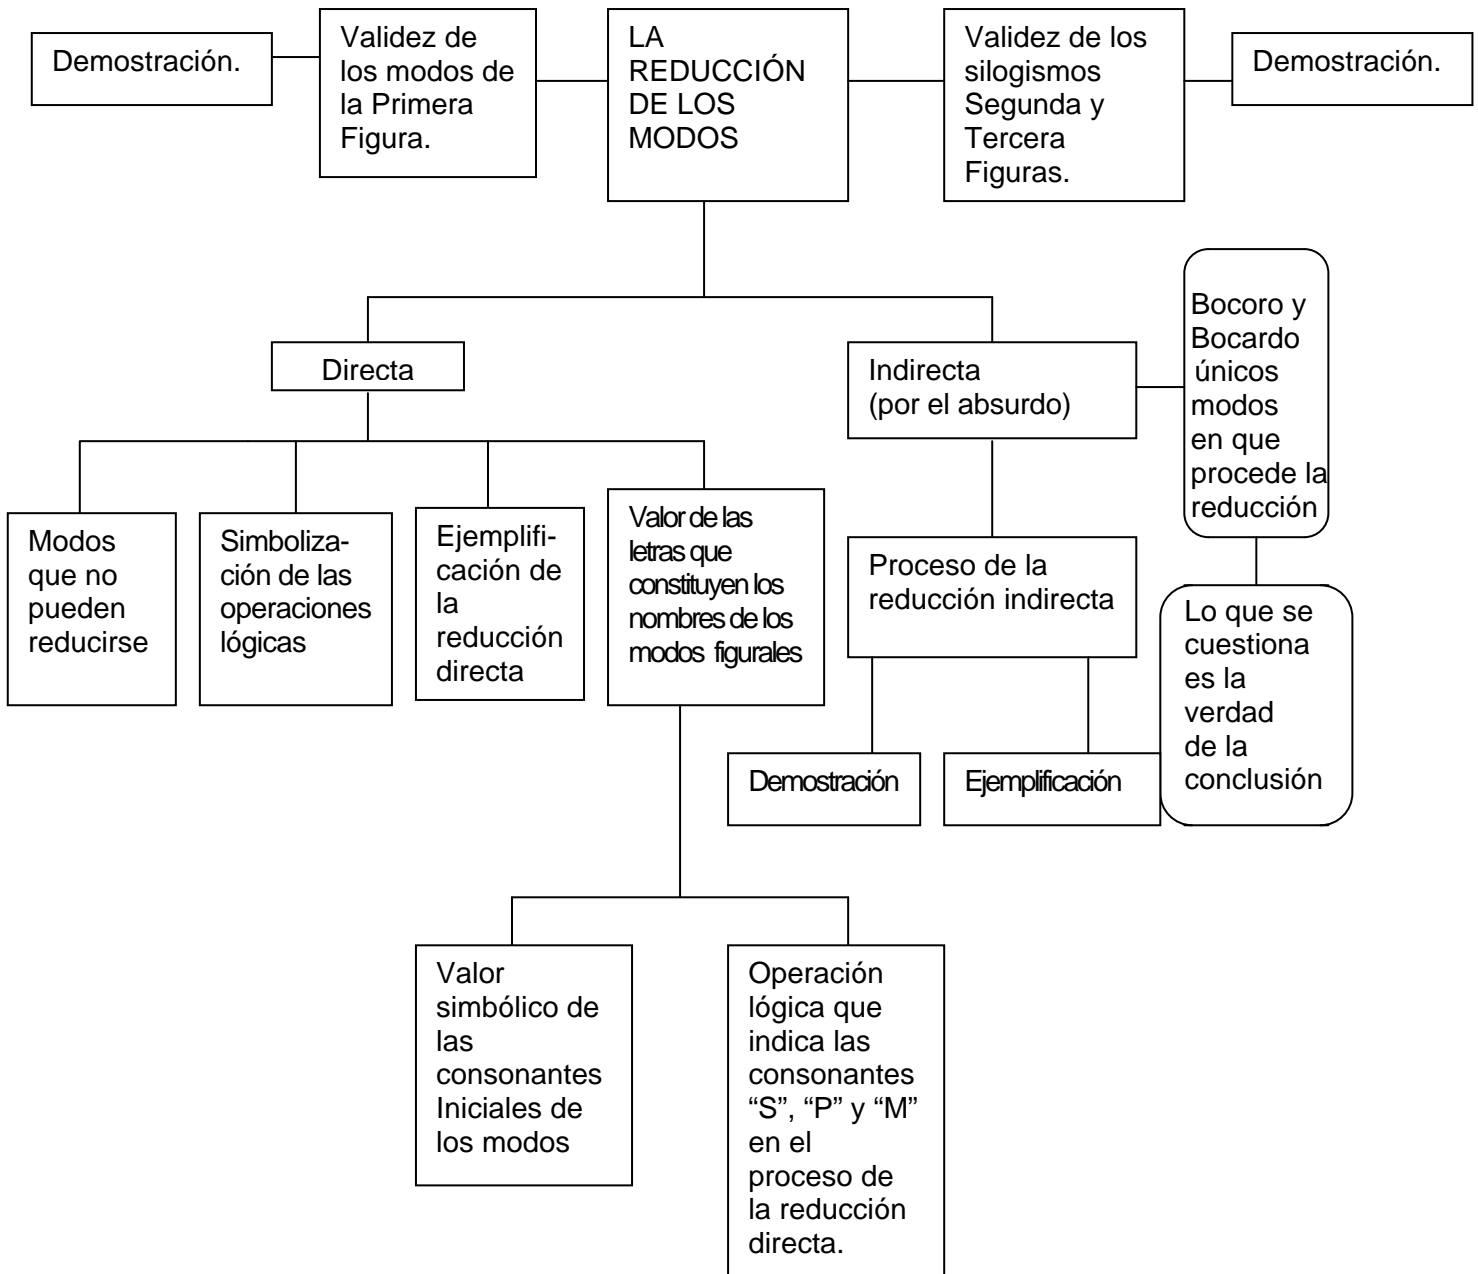 Demostración.
Validez de
los modos de
la Primera
Figura.
LA
REDUCCIÓN
DE LOS
MODOS
Validez de los
silogismos
Segunda y
Tercera
Figuras.
Demostración.
Directa
Indirecta
(por el absurdo)
Bocoro y
Bocardo
únicos
modos
en que
procede la
reducción
Modos
que no
pueden
reducirse
Simboliza-
ción de las
operaciones
lógicas
Ejemplifi-
cación de
la
reducción
directa
Valor de las
letras que
constituyen los
nombres de los
modos figurales
Proceso de la
reducción indirecta
Lo que se
cuestiona
es la
verdad
de la
conclusión
Demostración
Ejemplificación
Valor
simbólico de
las
consonantes
Iniciales de
los modos
Operación
lógica que
indica las
consonantes
“S”, “P” y “M”
en el
proceso de
la reducción
directa.